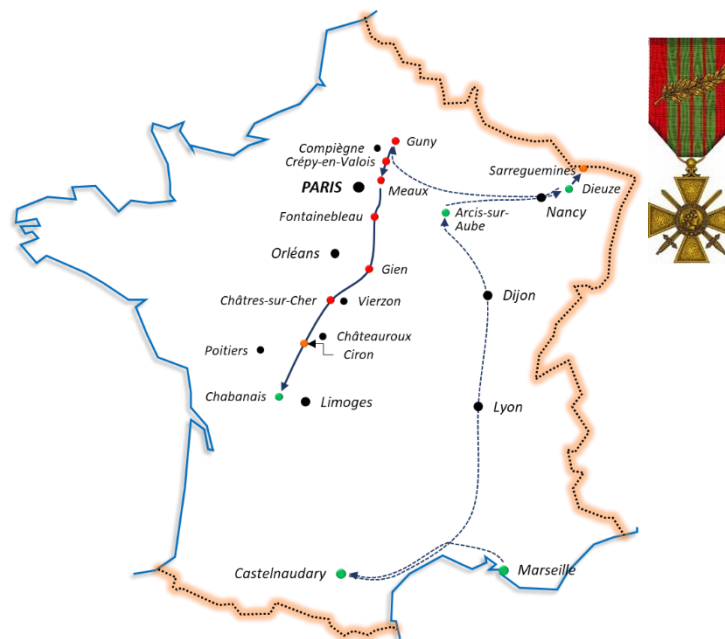 Guny
Compiègne
Crépy-en-Valois
Sarreguemines
PARIS
Meaux
Dieuze
Nancy
Fontainebleau
Arcis-sur-
Aube
Orléans
Gien
Châtres-sur-Cher
Vierzon
Dijon
Châteauroux
Poitiers
Ciron
Chabanais
Limoges
Lyon
Castelnaudary
Marseille